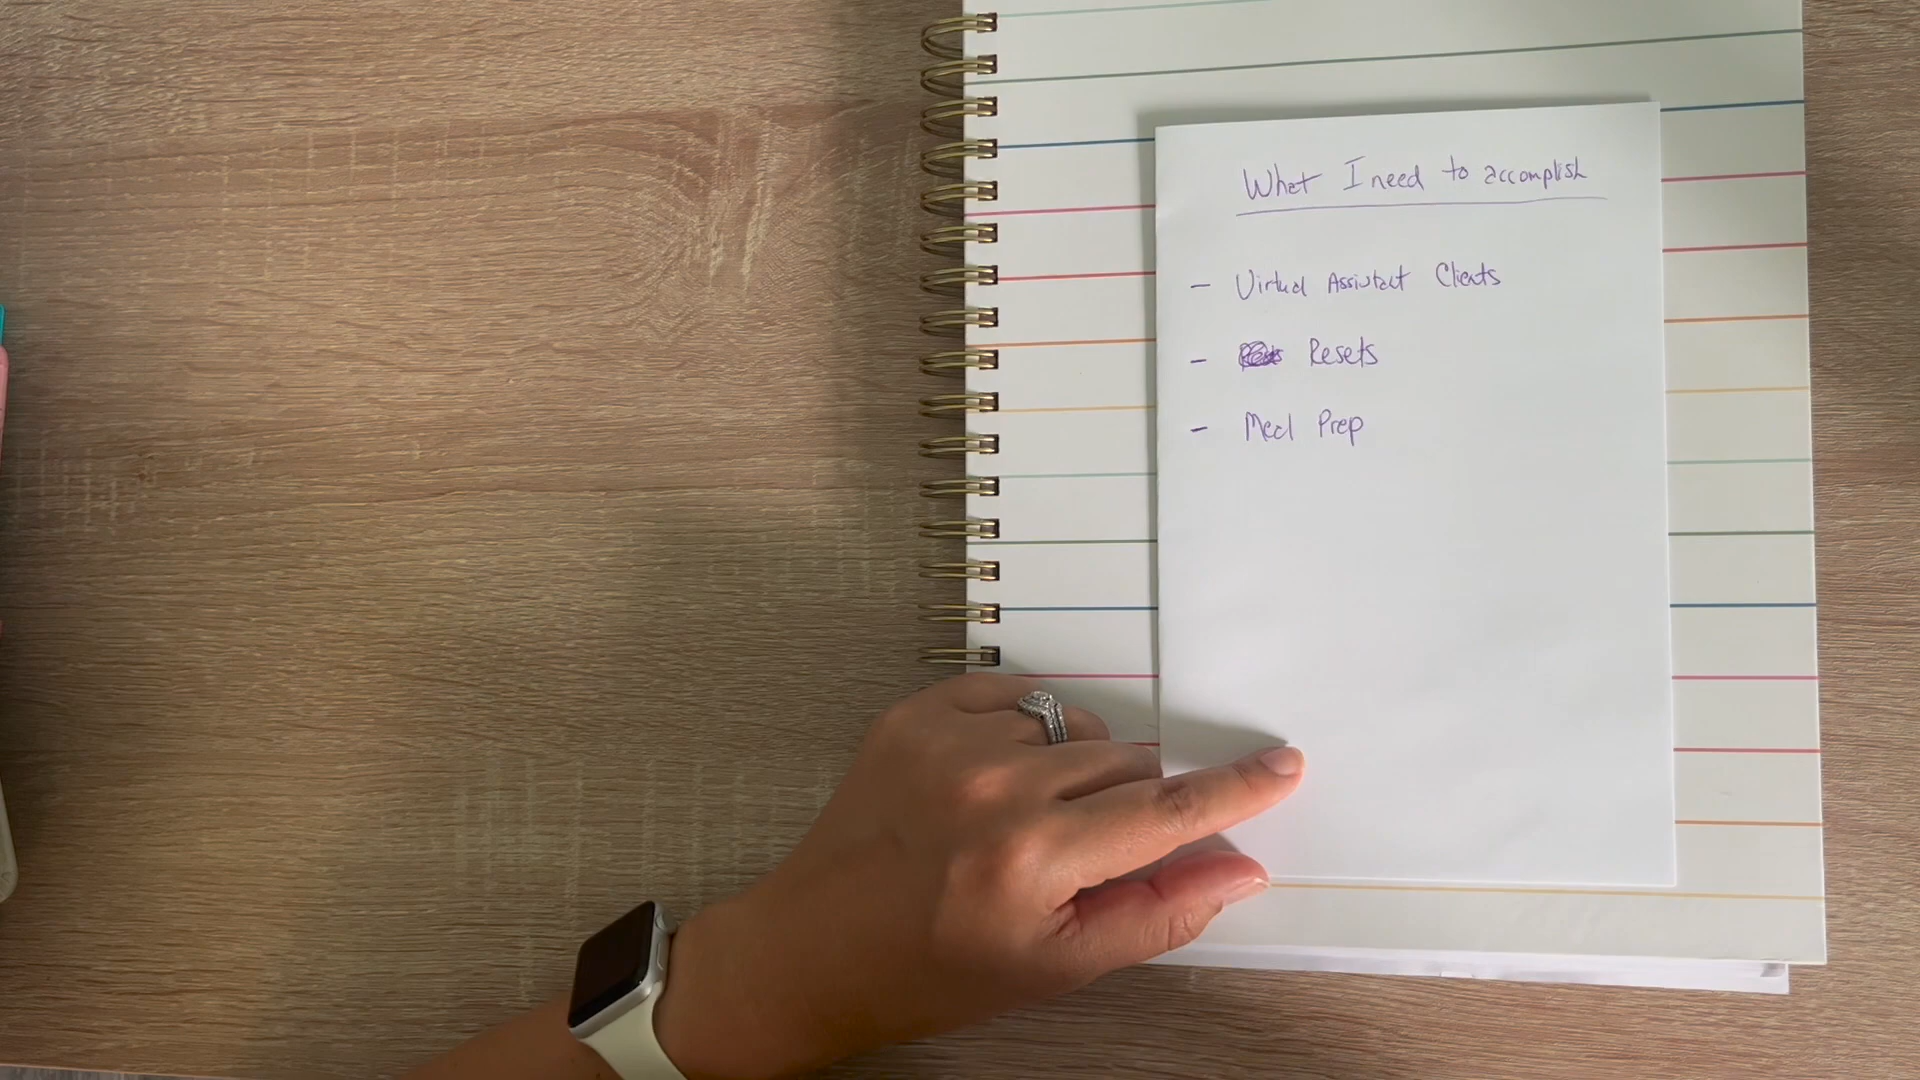 What I need to accomplish
- Virtual Assistant Clients
- Resets
- Meal Prep